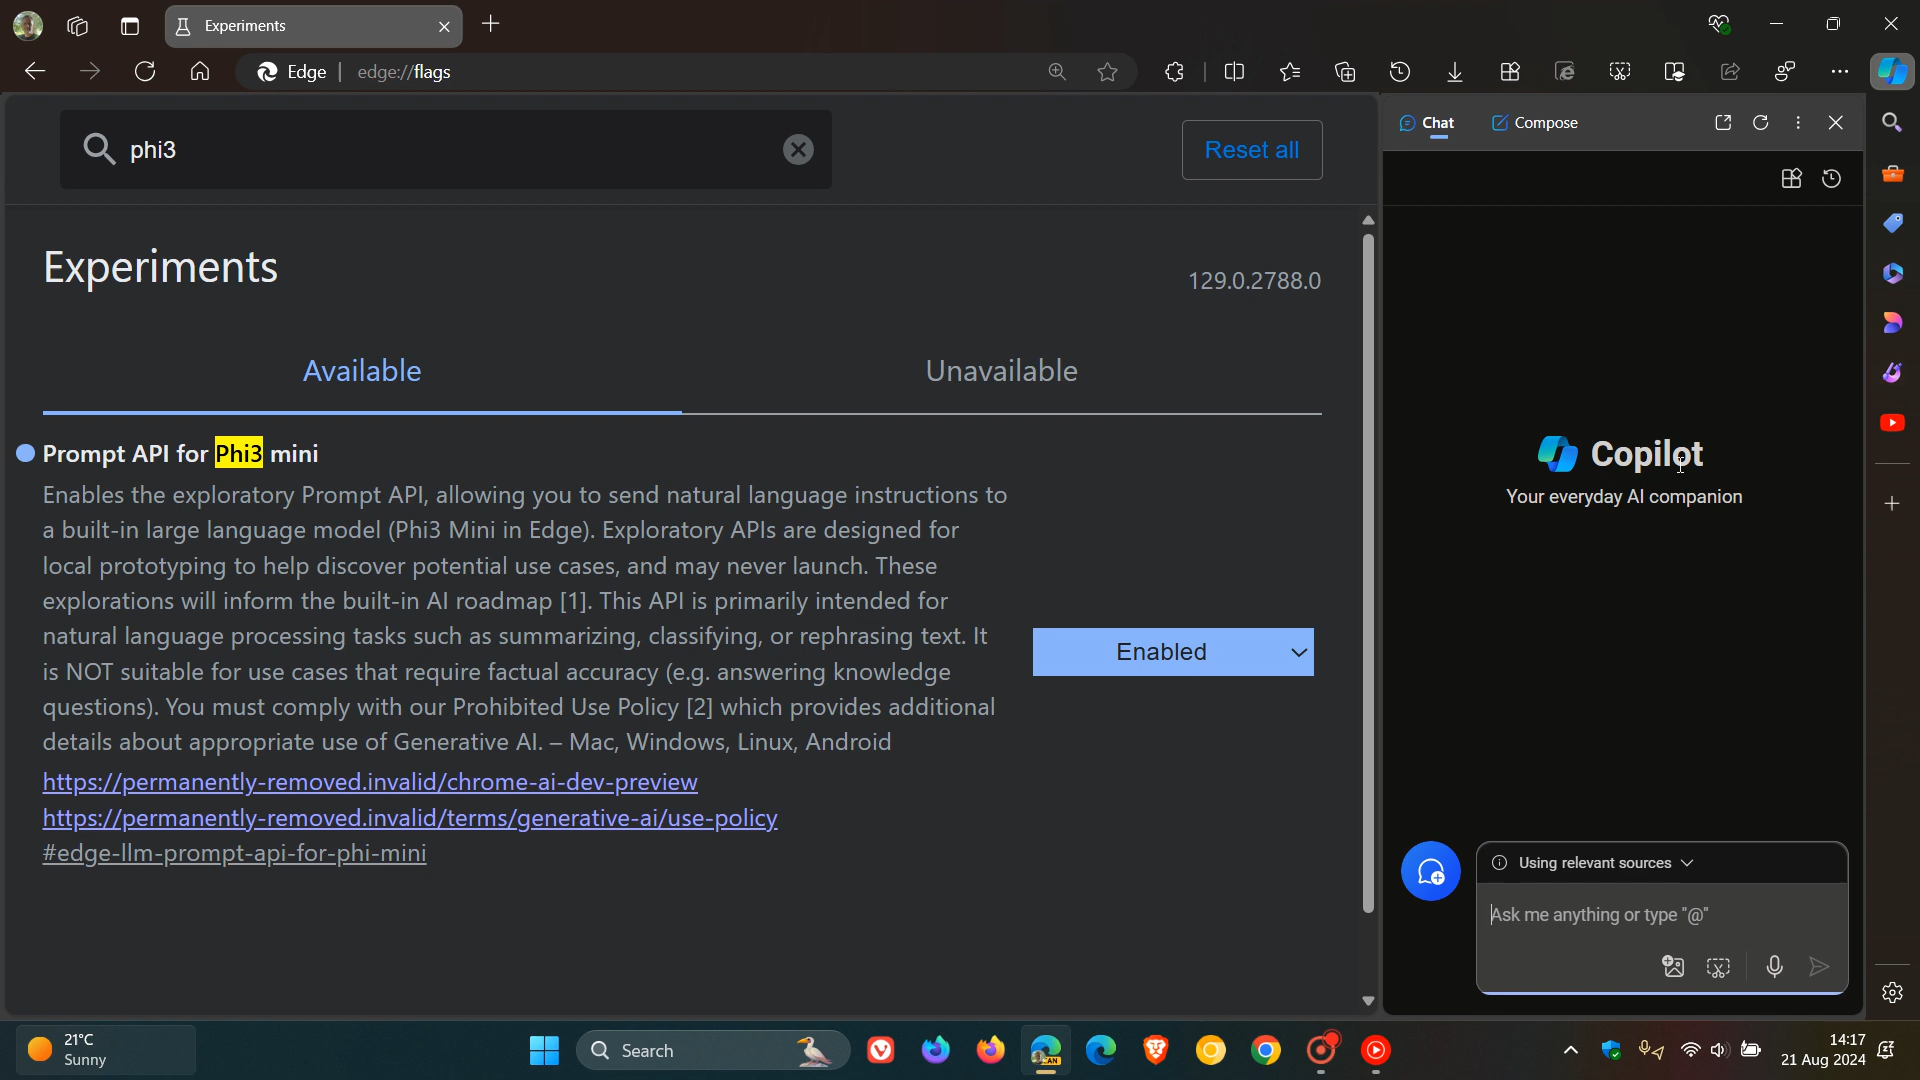 Experiments
Edge
edge://flags
phi3
Reset all
Experiments
129.0.2788.0
Available
Unavailable
Prompt API for Phi3 mini
Enables the exploratory Prompt API, allowing you to send natural language instructions to
a built-in large language model (Phi3 Mini in Edge). Exploratory APIs are designed for
local prototyping to help discover potential use cases, and may never launch. These
explorations will inform the built-in AI roadmap [1]. This API is primarily intended for
natural language processing tasks such as summarizing, classifying, or rephrasing text. It
is NOT suitable for use cases that require factual accuracy (e.g. answering knowledge
questions). You must comply with our Prohibited Use Policy [2] which provides additional
details about appropriate use of Generative AI. – Mac, Windows, Linux, Android
https://permanently-removed.invalid/chrome-ai-dev-preview
https://permanently-removed.invalid/terms/generative-ai/use-policy
#edge-llm-prompt-api-for-phi-mini
Enabled
Chat
Compose
Copilot
Your everyday AI companion
Using relevant sources
Ask me anything or type "@"
21°C
Sunny
Search
CAN
14:17
21 Aug 2024